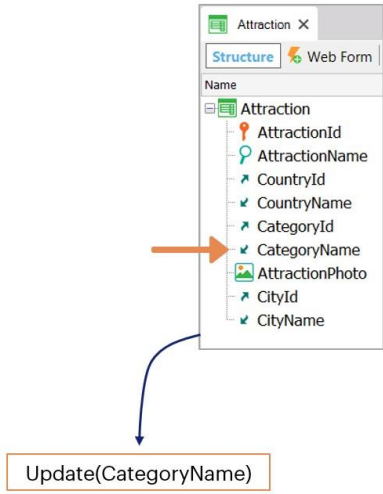 Attraction
Structure
Web Form
Name
Attraction
AttractionId
AttractionName
CountryId
CountryName
CategoryId
CategoryName
AttractionPhoto
CityId
CityName
Update(CategoryName)